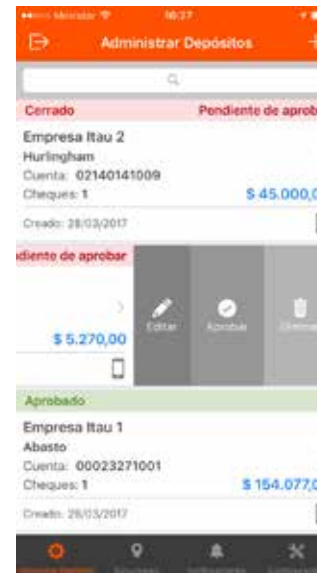 16:27
Administrar Depósitos
Cerrado Pendiente de aprob
Empresa Itau 2
Hurlingham
Cuenta: 02140141009
Cheques: 1 $ 45.000,0
Creado: 28/03/2017
diente de aprobar
$ 5.270,00
Editar Aprobar Eliminar
Aprobado
Empresa Itau 1
Abasto
Cuenta: 00023271001
Cheques: 1 $ 154.077,0
Creado: 28/03/2017